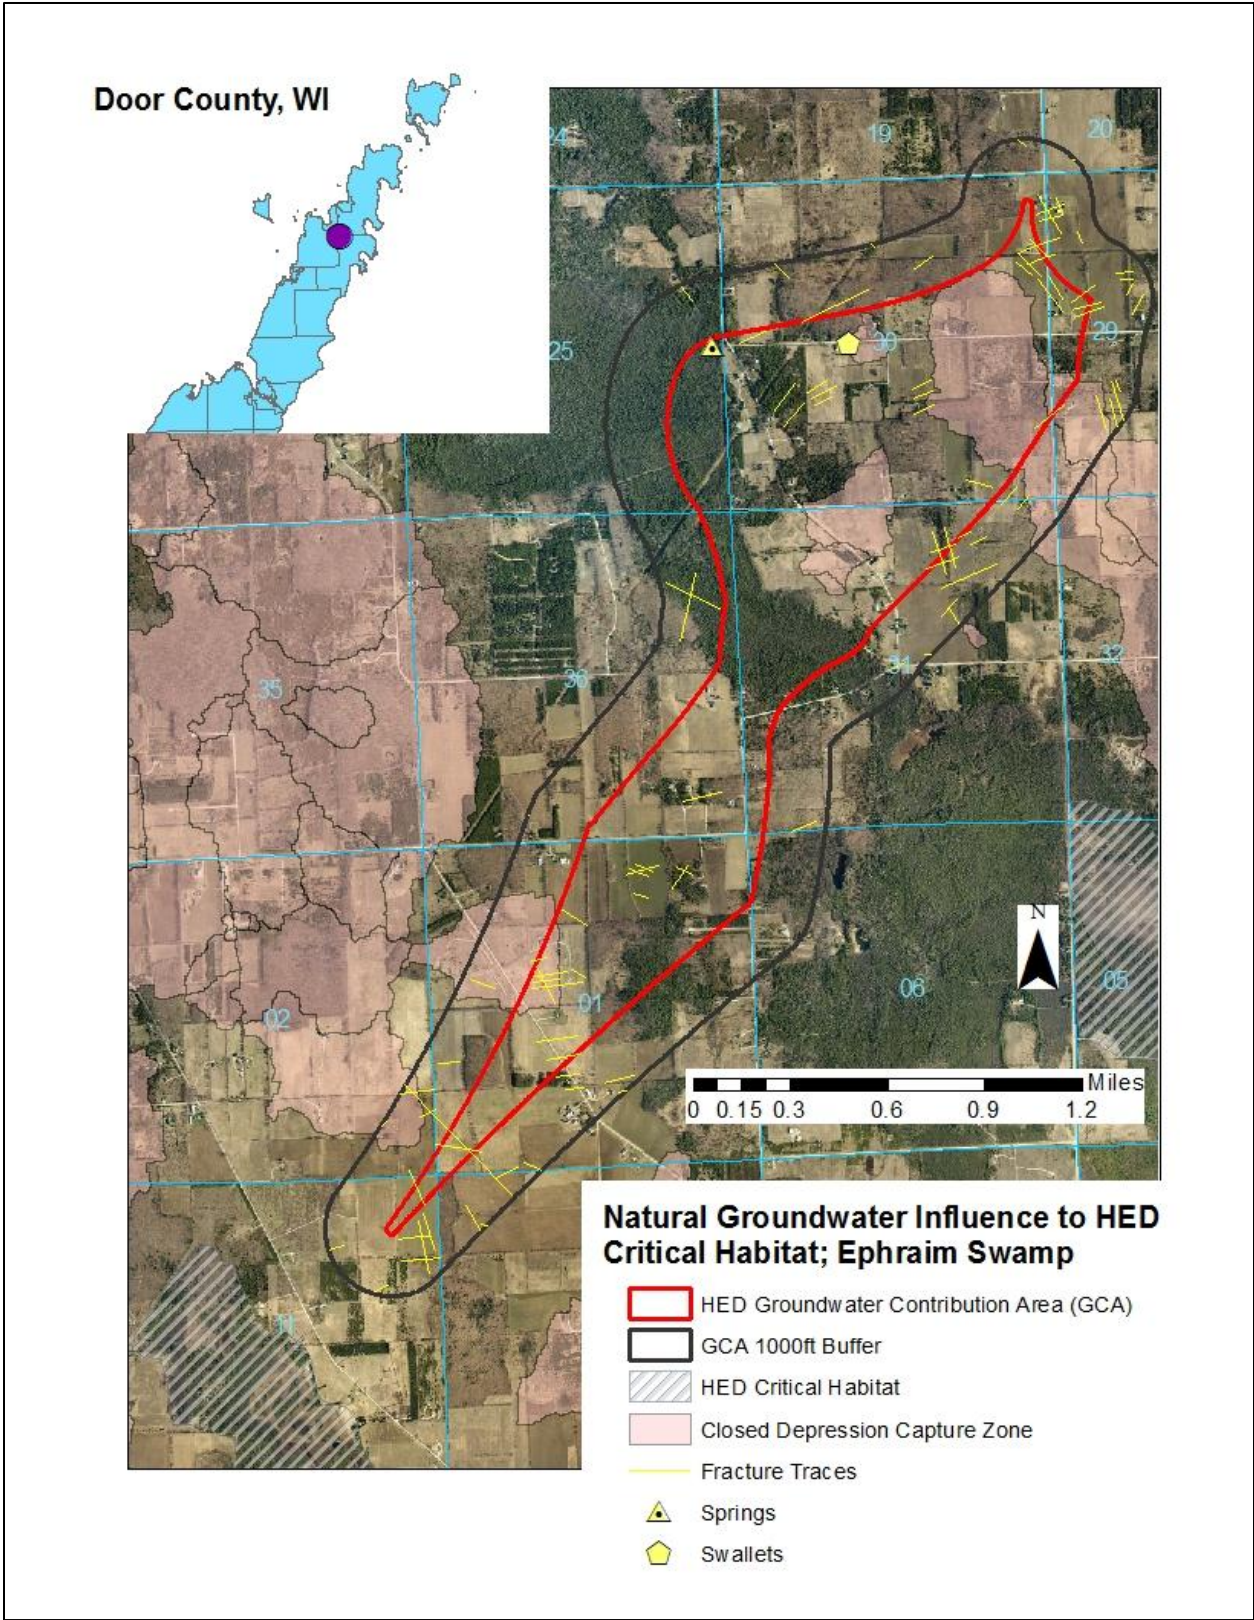 Door County, WI
24
19
20
25
30
29
35
36
31
32
02
01
06
05
11
N
Miles
0 0.15 0.3 0.6 0.9 1.2
Natural Groundwater Influence to HED
Critical Habitat; Ephraim Swamp
HED Groundwater Contribution Area (GCA)
GCA 1000ft Buffer
HED Critical Habitat
Closed Depression Capture Zone
Fracture Traces
Springs
Swallets